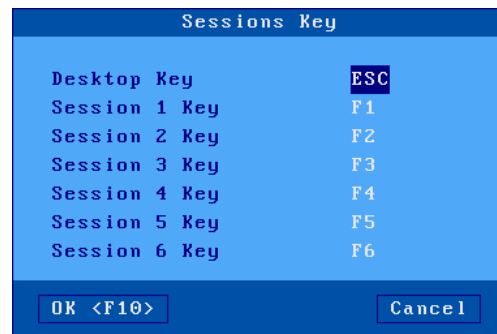 Sessions Key
Desktop Key ESC
Session 1 Key F1
Session 2 Key F2
Session 3 Key F3
Session 4 Key F4
Session 5 Key F5
Session 6 Key F6
OK <F10> Cancel